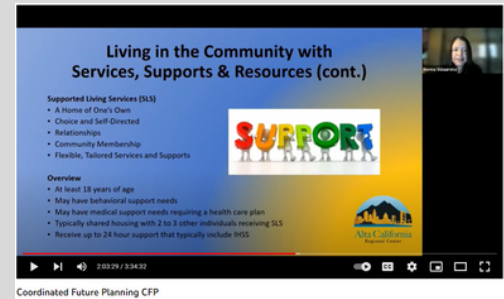 Living in the Community with
Services, Supports & Resources (cont.)
Supported Living Services (SLS)
• A Home of One's Own
• Choice and Self-Directed
• Relationships
• Community Membership
• Flexible, Tailored Services and Supports
SUPPORT
Overview
• At least 18 years of age
• May have behavioral support needs
• May have medical support needs requiring a health care plan
• Typically shared housing with 2 to 3 other individuals receiving SLS
• Receive up to 24 hour support that typically include IHSS
Alta California
Regional Center
2:03:29 / 3:34:32
CC
Coordinated Future Planning CFP